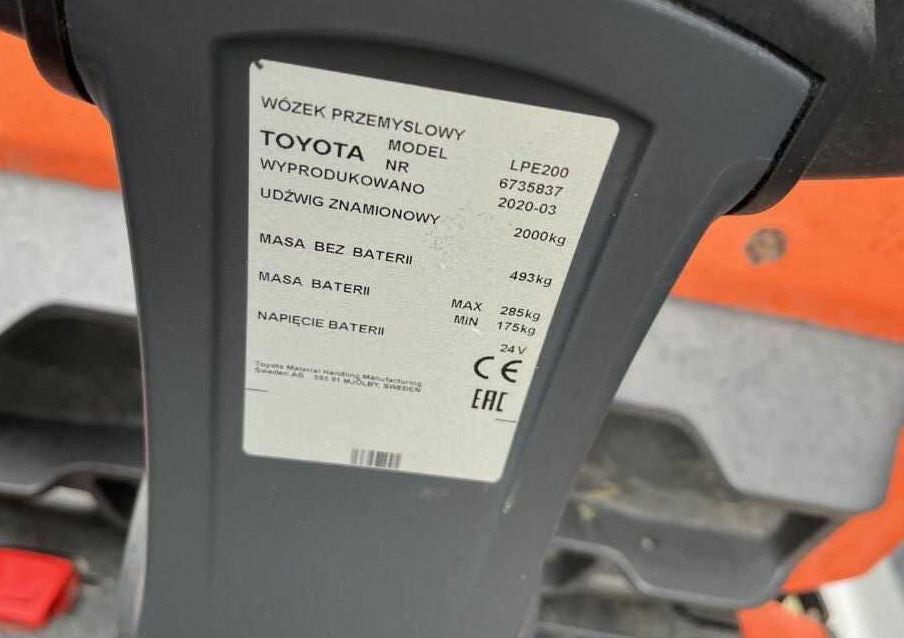 WÓZEK PRZEMYSLOWY
TOYOTA MODEL LPE200
NR 6735837
WYPRODUKOWANO 2020-03
UDŹWIG ZNAMIONOWY 2000kg
MASA BEZ BATERII 493kg
MASA BATERII MAX 285kg
MIN 175kg
NAPIĘCIE BATERII 24V
Toyota Material Handling Manufacturing
Sweden AB 595 81 MJÖLBY, SWEDEN
CE
EAC